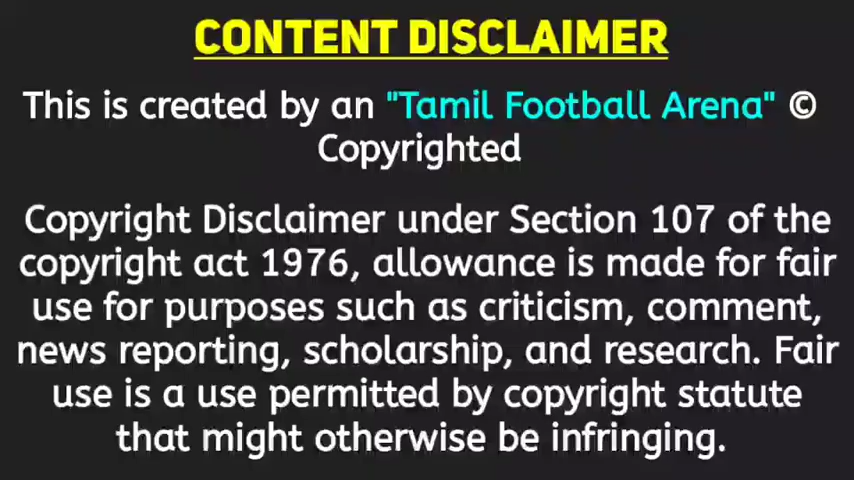 CONTENT DISCLAIMER
This is created by an "Tamil Football Arena" ©
Copyrighted
Copyright Disclaimer under Section 107 of the
copyright act 1976, allowance is made for fair
use for purposes such as criticism, comment,
news reporting, scholarship, and research. Fair
use is a use permitted by copyright statute
that might otherwise be infringing.